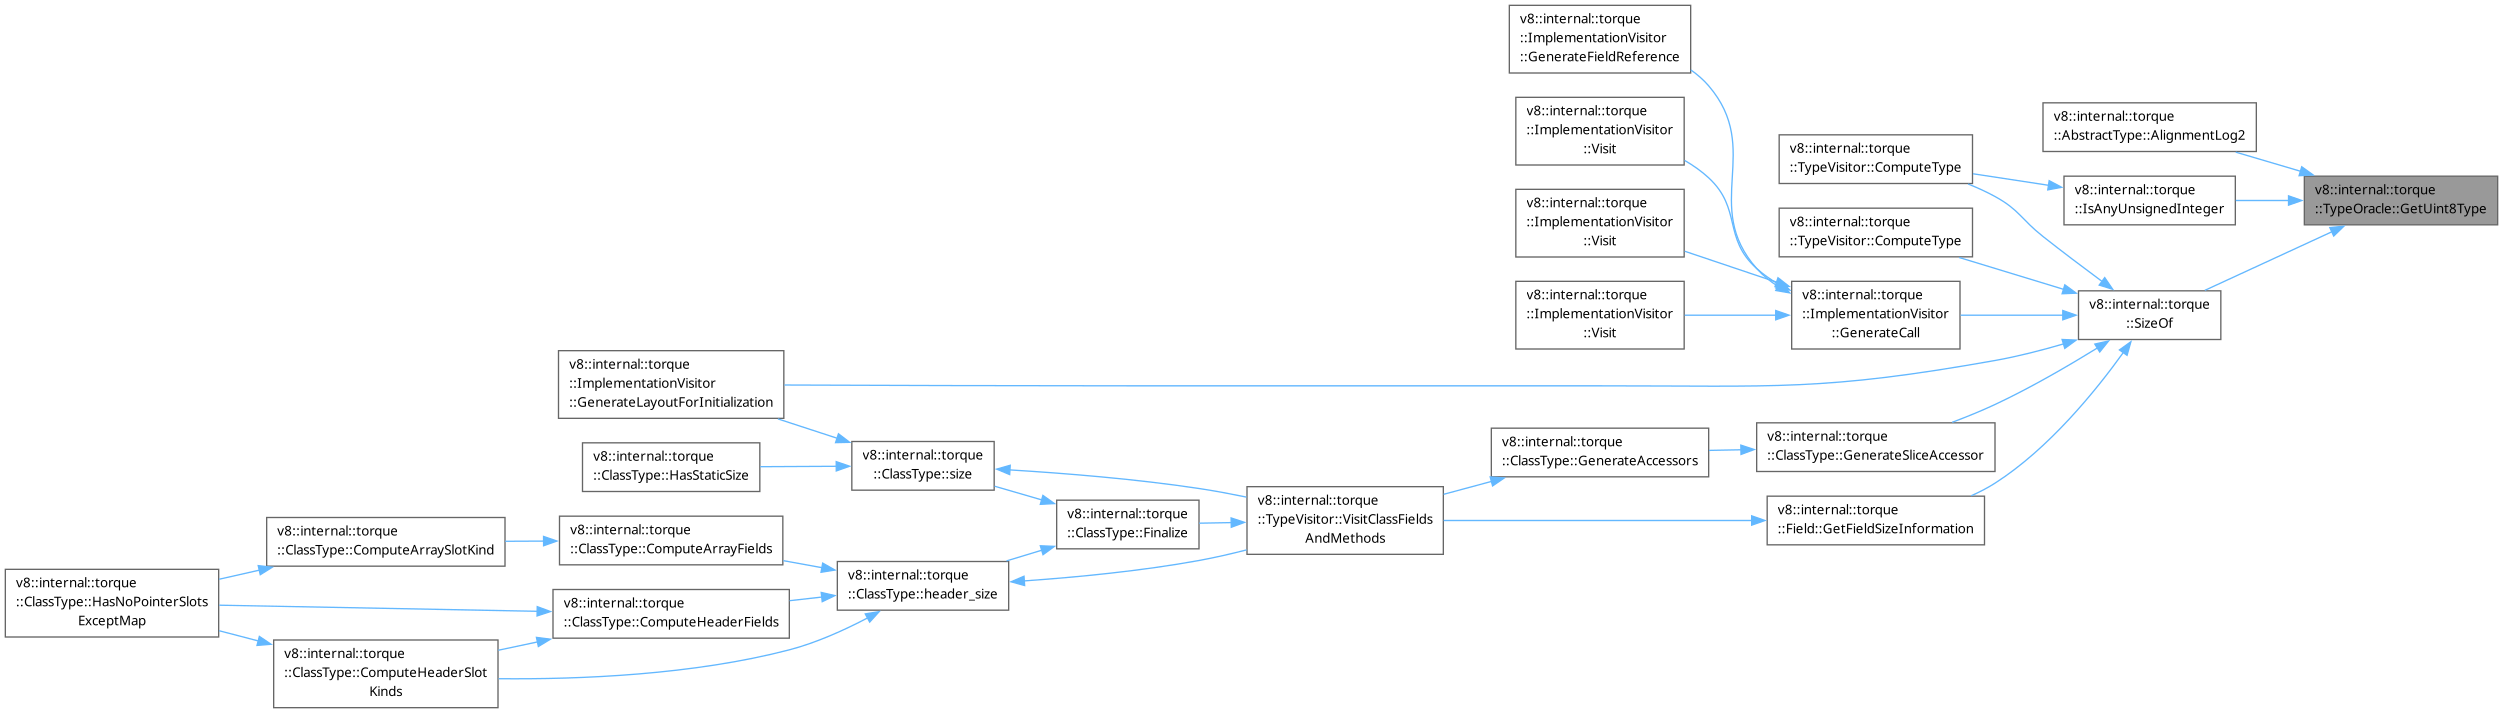 v8::internal::torque
::ImplementationVisitor
::GenerateFieldReference
v8::internal::torque
::ImplementationVisitor
::Visit
v8::internal::torque
::ImplementationVisitor
::Visit
v8::internal::torque
::ImplementationVisitor
::Visit
v8::internal::torque
::AbstractType::AlignmentLog2
v8::internal::torque
::TypeVisitor::ComputeType
v8::internal::torque
::IsAnyUnsignedInteger
v8::internal::torque
::TypeOracle::GetUint8Type
v8::internal::torque
::TypeVisitor::ComputeType
v8::internal::torque
::ImplementationVisitor
::GenerateCall
v8::internal::torque
::SizeOf
v8::internal::torque
::ImplementationVisitor
::GenerateLayoutForInitialization
v8::internal::torque
::ClassType::HasStaticSize
v8::internal::torque
::ClassType::size
v8::internal::torque
::ClassType::GenerateAccessors
v8::internal::torque
::ClassType::GenerateSliceAccessor
v8::internal::torque
::TypeVisitor::VisitClassFields
AndMethods
v8::internal::torque
::ClassType::Finalize
v8::internal::torque
::Field::GetFieldSizeInformation
v8::internal::torque
::ClassType::ComputeArraySlotKind
v8::internal::torque
::ClassType::ComputeArrayFields
v8::internal::torque
::ClassType::header_size
v8::internal::torque
::ClassType::HasNoPointerSlots
ExceptMap
v8::internal::torque
::ClassType::ComputeHeaderFields
v8::internal::torque
::ClassType::ComputeHeaderSlot
Kinds